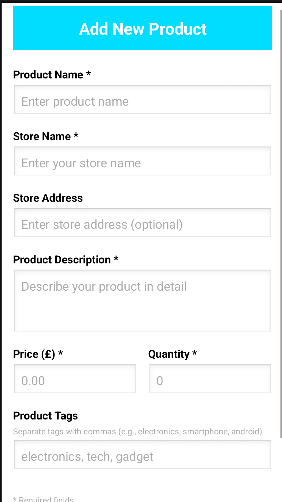 Add New Product
Product Name *
Enter product name
Store Name *
Enter your store name
Store Address
Enter store address (optional)
Product Description *
Describe your product in detail
Price (£) * Quantity *
0.00 0
Product Tags
Separate tags with commas (e.g., electronics, smartphone, android)
electronics, tech, gadget
* Required fields